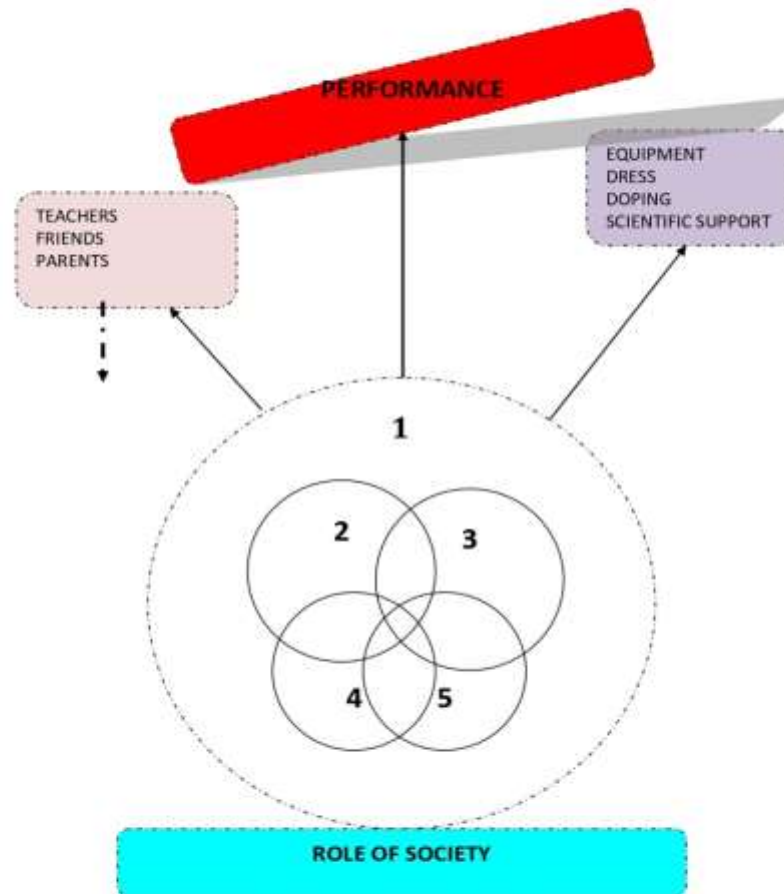 PERFORMANCE
EQUIPMENT
DRESS
DOPING
SCIENTIFIC SUPPORT
TEACHERS
FRIENDS
PARENTS
1
2
3
4
5
ROLE OF SOCIETY